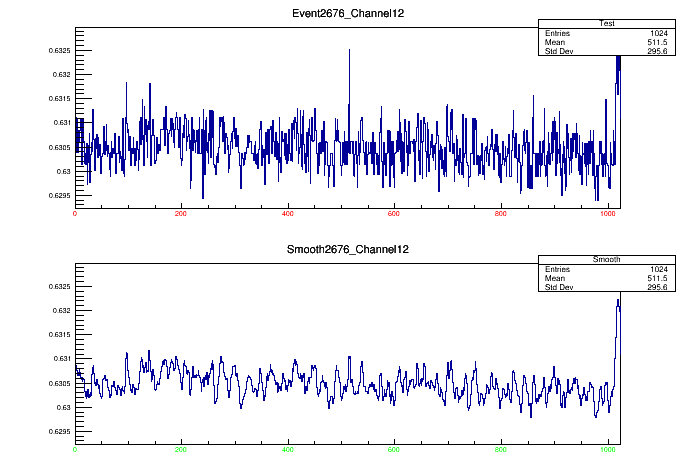 Event2676_Channel12
Test
Entries 1024
Mean 511.5
Std Dev 295.6
0.6325
0.632
0.6315
0.631
0.6305
0.63
0.6295
0 200 400 600 800 1000
Smooth2676_Channel12
Smooth
Entries 1024
Mean 511.5
Std Dev 295.6
0.6325
0.632
0.6315
0.631
0.6305
0.63
0.6295
0 200 400 600 800 1000